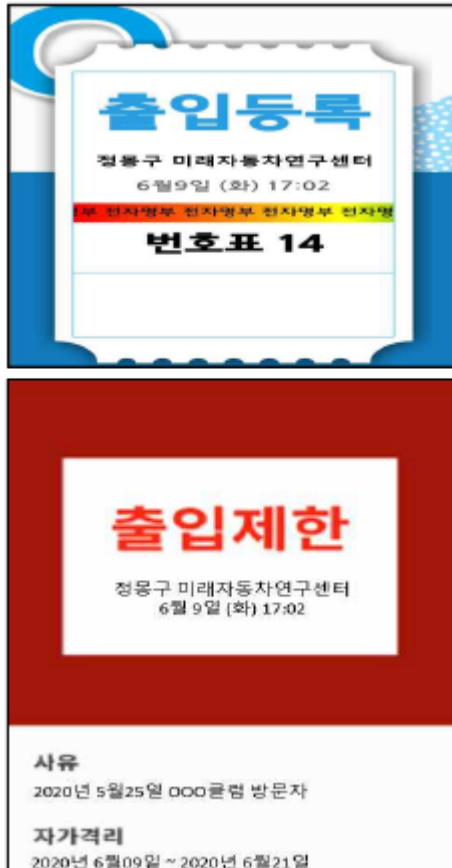 출입등록
정몽구 미래자동차연구센터
6월9일 (화) 17:02
부 전자명부 전자명부 전자명부 전자명
번호표 14
출입제한
정몽구 미래자동차연구센터
6월 9일 (화) 17:02
사유
2020년 5월25일 OOO클럽 방문자
자가격리
2020년 6월09일 ~ 2020년 6월21일